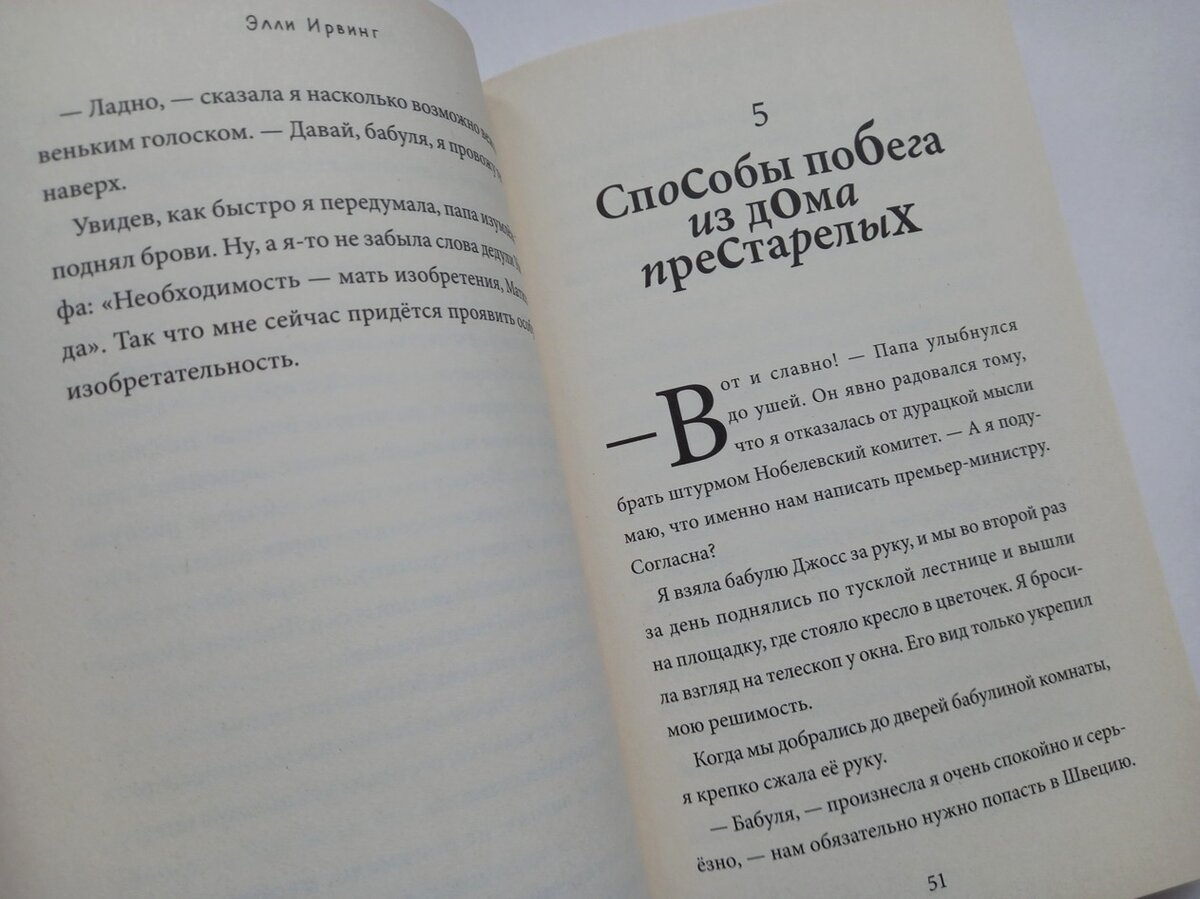 Элли Ирвинг
— Ладно, — сказала я насколько возможно
веньким голоском. — Давай, бабуля, я провожу
наверх.
Увидев, как быстро я передумала, папа
поднял брови. Ну, а я-то не забыла слова дедули
фа: «Необходимость — мать изобретения,
да». Так что мне сейчас придётся проявить
изобретательность.
5
Способы побега
из дома
престарелых
— Вот и славно! — Папа улыбнулся
до ушей. Он явно радовался тому,
что я отказалась от дурацкой мысли
брать штурмом Нобелевский комитет. — А я поду-
маю, что именно нам написать премьер-министру.
Согласна?
Я взяла бабулю Джосс за руку, и мы во второй раз
за день поднялись по тусклой лестнице и вышли
на площадку, где стояло кресло в цветочек. Я броси-
ла взгляд на телескоп у окна. Его вид только укрепил
мою решимость.
Когда мы добрались до дверей бабулиной комнаты,
я крепко сжала её руку.
— Бабуля, — произнесла я очень спокойно и серь-
ёзно, — нам обязательно нужно попасть в Швецию.
51